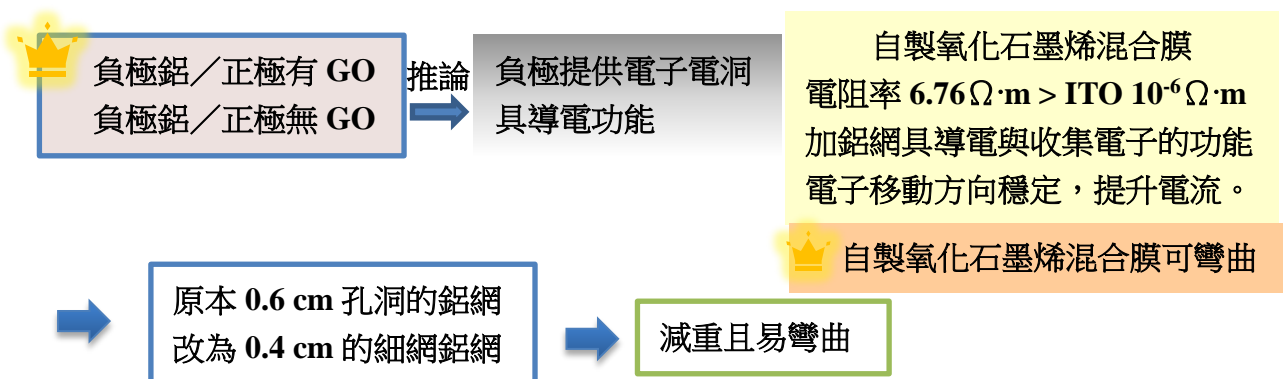 負極鋁／正極有 GO
負極鋁／正極無 GO
推論
負極提供電子電洞
具導電功能
自製氧化石墨烯混合膜
電阻率 6.76Ω·m > ITO 10⁻⁶Ω·m
加鋁網具導電與收集電子的功能
電子移動方向穩定，提升電流。
自製氧化石墨烯混合膜可彎曲
原本 0.6 cm 孔洞的鋁網
改為 0.4 cm 的細網鋁網
減重且易彎曲